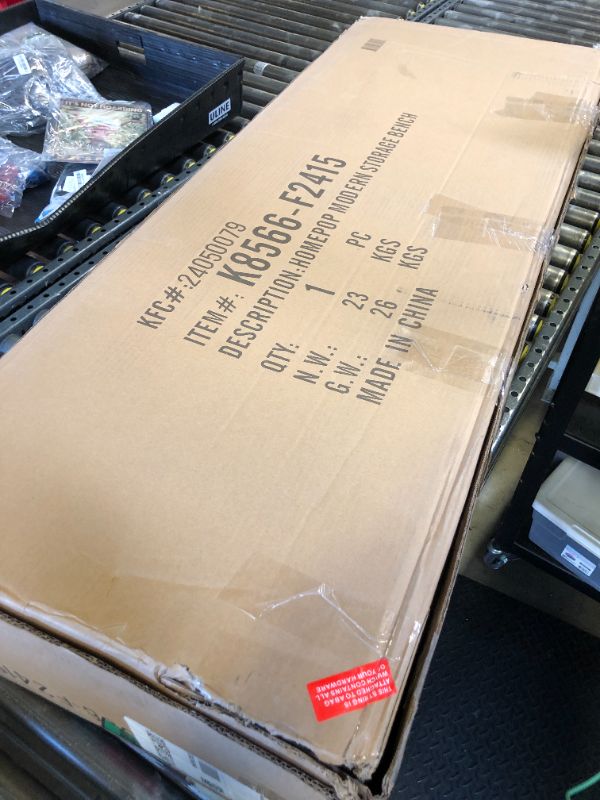 KFC#:24050079
ITEM#: K8566-F2415
DESCRIPTION:HOMEPOP MODERN STORAGE BENCH
QTY: 1 PC
N.W.: 23 KGS
G.W.: 26 KGS
MADE IN CHINA
THIS STRING IS
ATTACHED TO A BAG
WHICH CONTAINS ALL
OF YOUR HARDWARE
ULINE